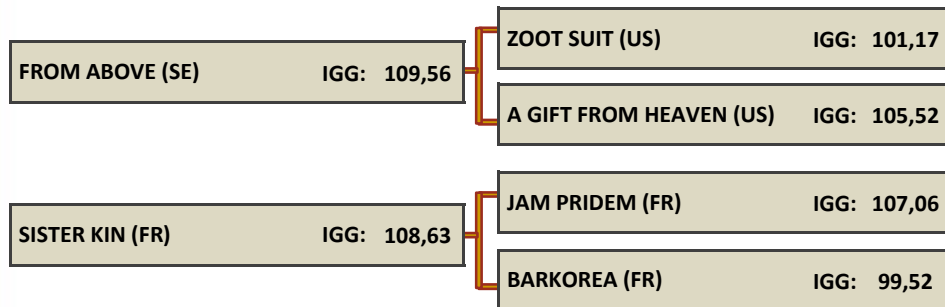 ZOOT SUIT (US) IGG: 101,17
FROM ABOVE (SE) IGG: 109,56
A GIFT FROM HEAVEN (US) IGG: 105,52
JAM PRIDEM (FR) IGG: 107,06
SISTER KIN (FR) IGG: 108,63
BARKOREA (FR) IGG: 99,52